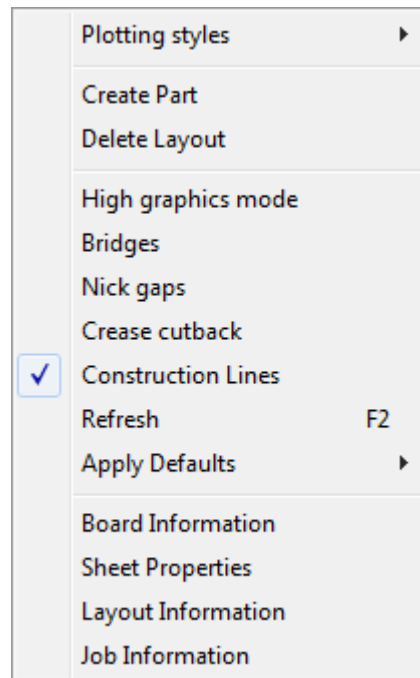 Plotting styles
Create Part
Delete Layout
High graphics mode
Bridges
Nick gaps
Crease cutback
Construction Lines
Refresh F2
Apply Defaults
Board Information
Sheet Properties
Layout Information
Job Information